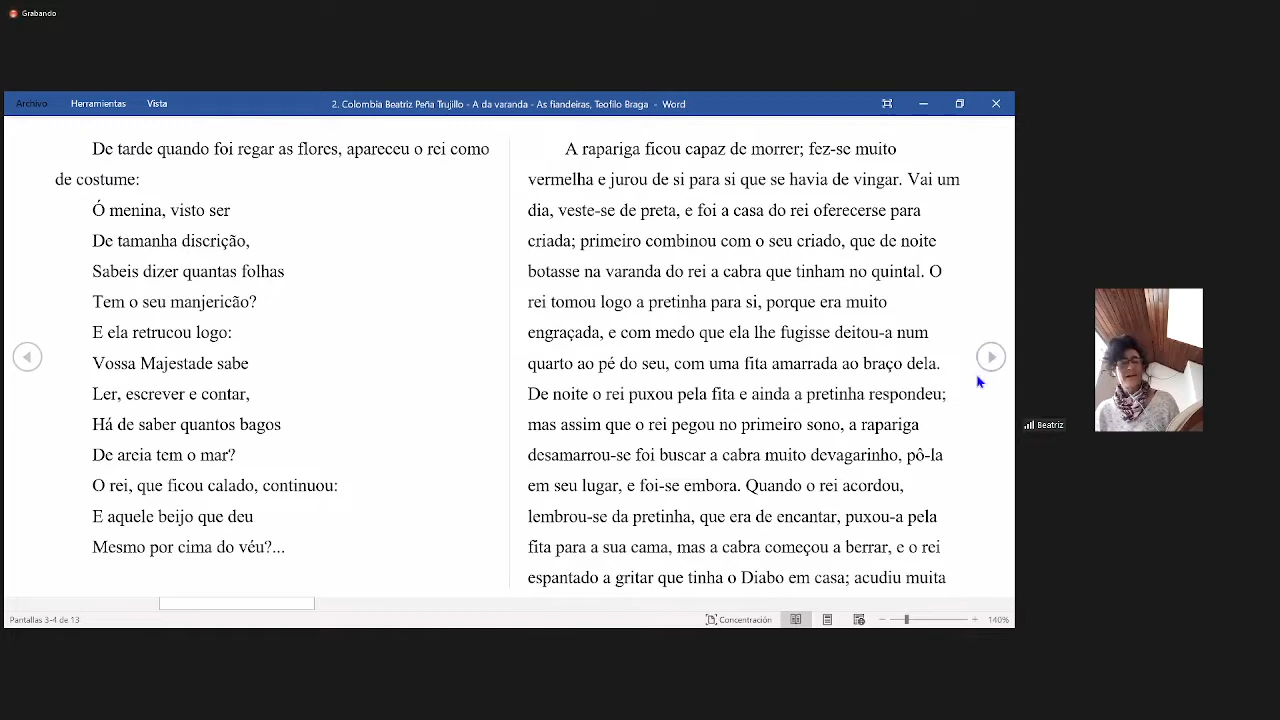 Grabando
Archivo Herramientas Vista 2. Colombia Beatriz Peña Trujillo - A da varanda - As fiandeiras, Teofilo Braga - Word
De tarde quando foi regar as flores, apareceu o rei como
de costume:
Ó menina, visto ser
De tamanha discrição,
Sabeis dizer quantas folhas
Tem o seu manjericão?
E ela retrucou logo:
Vossa Majestade sabe
Ler, escrever e contar,
Há de saber quantos bagos
De areia tem o mar?
O rei, que ficou calado, continuou:
E aquele beijo que deu
Mesmo por cima do véu?...
A rapariga ficou capaz de morrer; fez-se muito
vermelha e jurou de si para si que se havia de vingar. Vai um
dia, veste-se de preta, e foi a casa do rei oferecerse para
criada; primeiro combinou com o seu criado, que de noite
botasse na varanda do rei a cabra que tinham no quintal. O
rei tomou logo a pretinha para si, porque era muito
engraçada, e com medo que ela lhe fugisse deitou-a num
quarto ao pé do seu, com uma fita amarrada ao braço dela.
De noite o rei puxou pela fita e ainda a pretinha respondeu;
mas assim que o rei pegou no primeiro sono, a rapariga
desamarrou-se foi buscar a cabra muito devagarinho, pô-la
em seu lugar, e foi-se embora. Quando o rei acordou,
lembrou-se da pretinha, que era de encantar, puxou-a pela
fita para a sua cama, mas a cabra começou a berrar, e o rei
espantado a gritar que tinha o Diabo em casa; acudiu muita
Beatriz
Pantallas 3-4 de 13 Concentración 140%